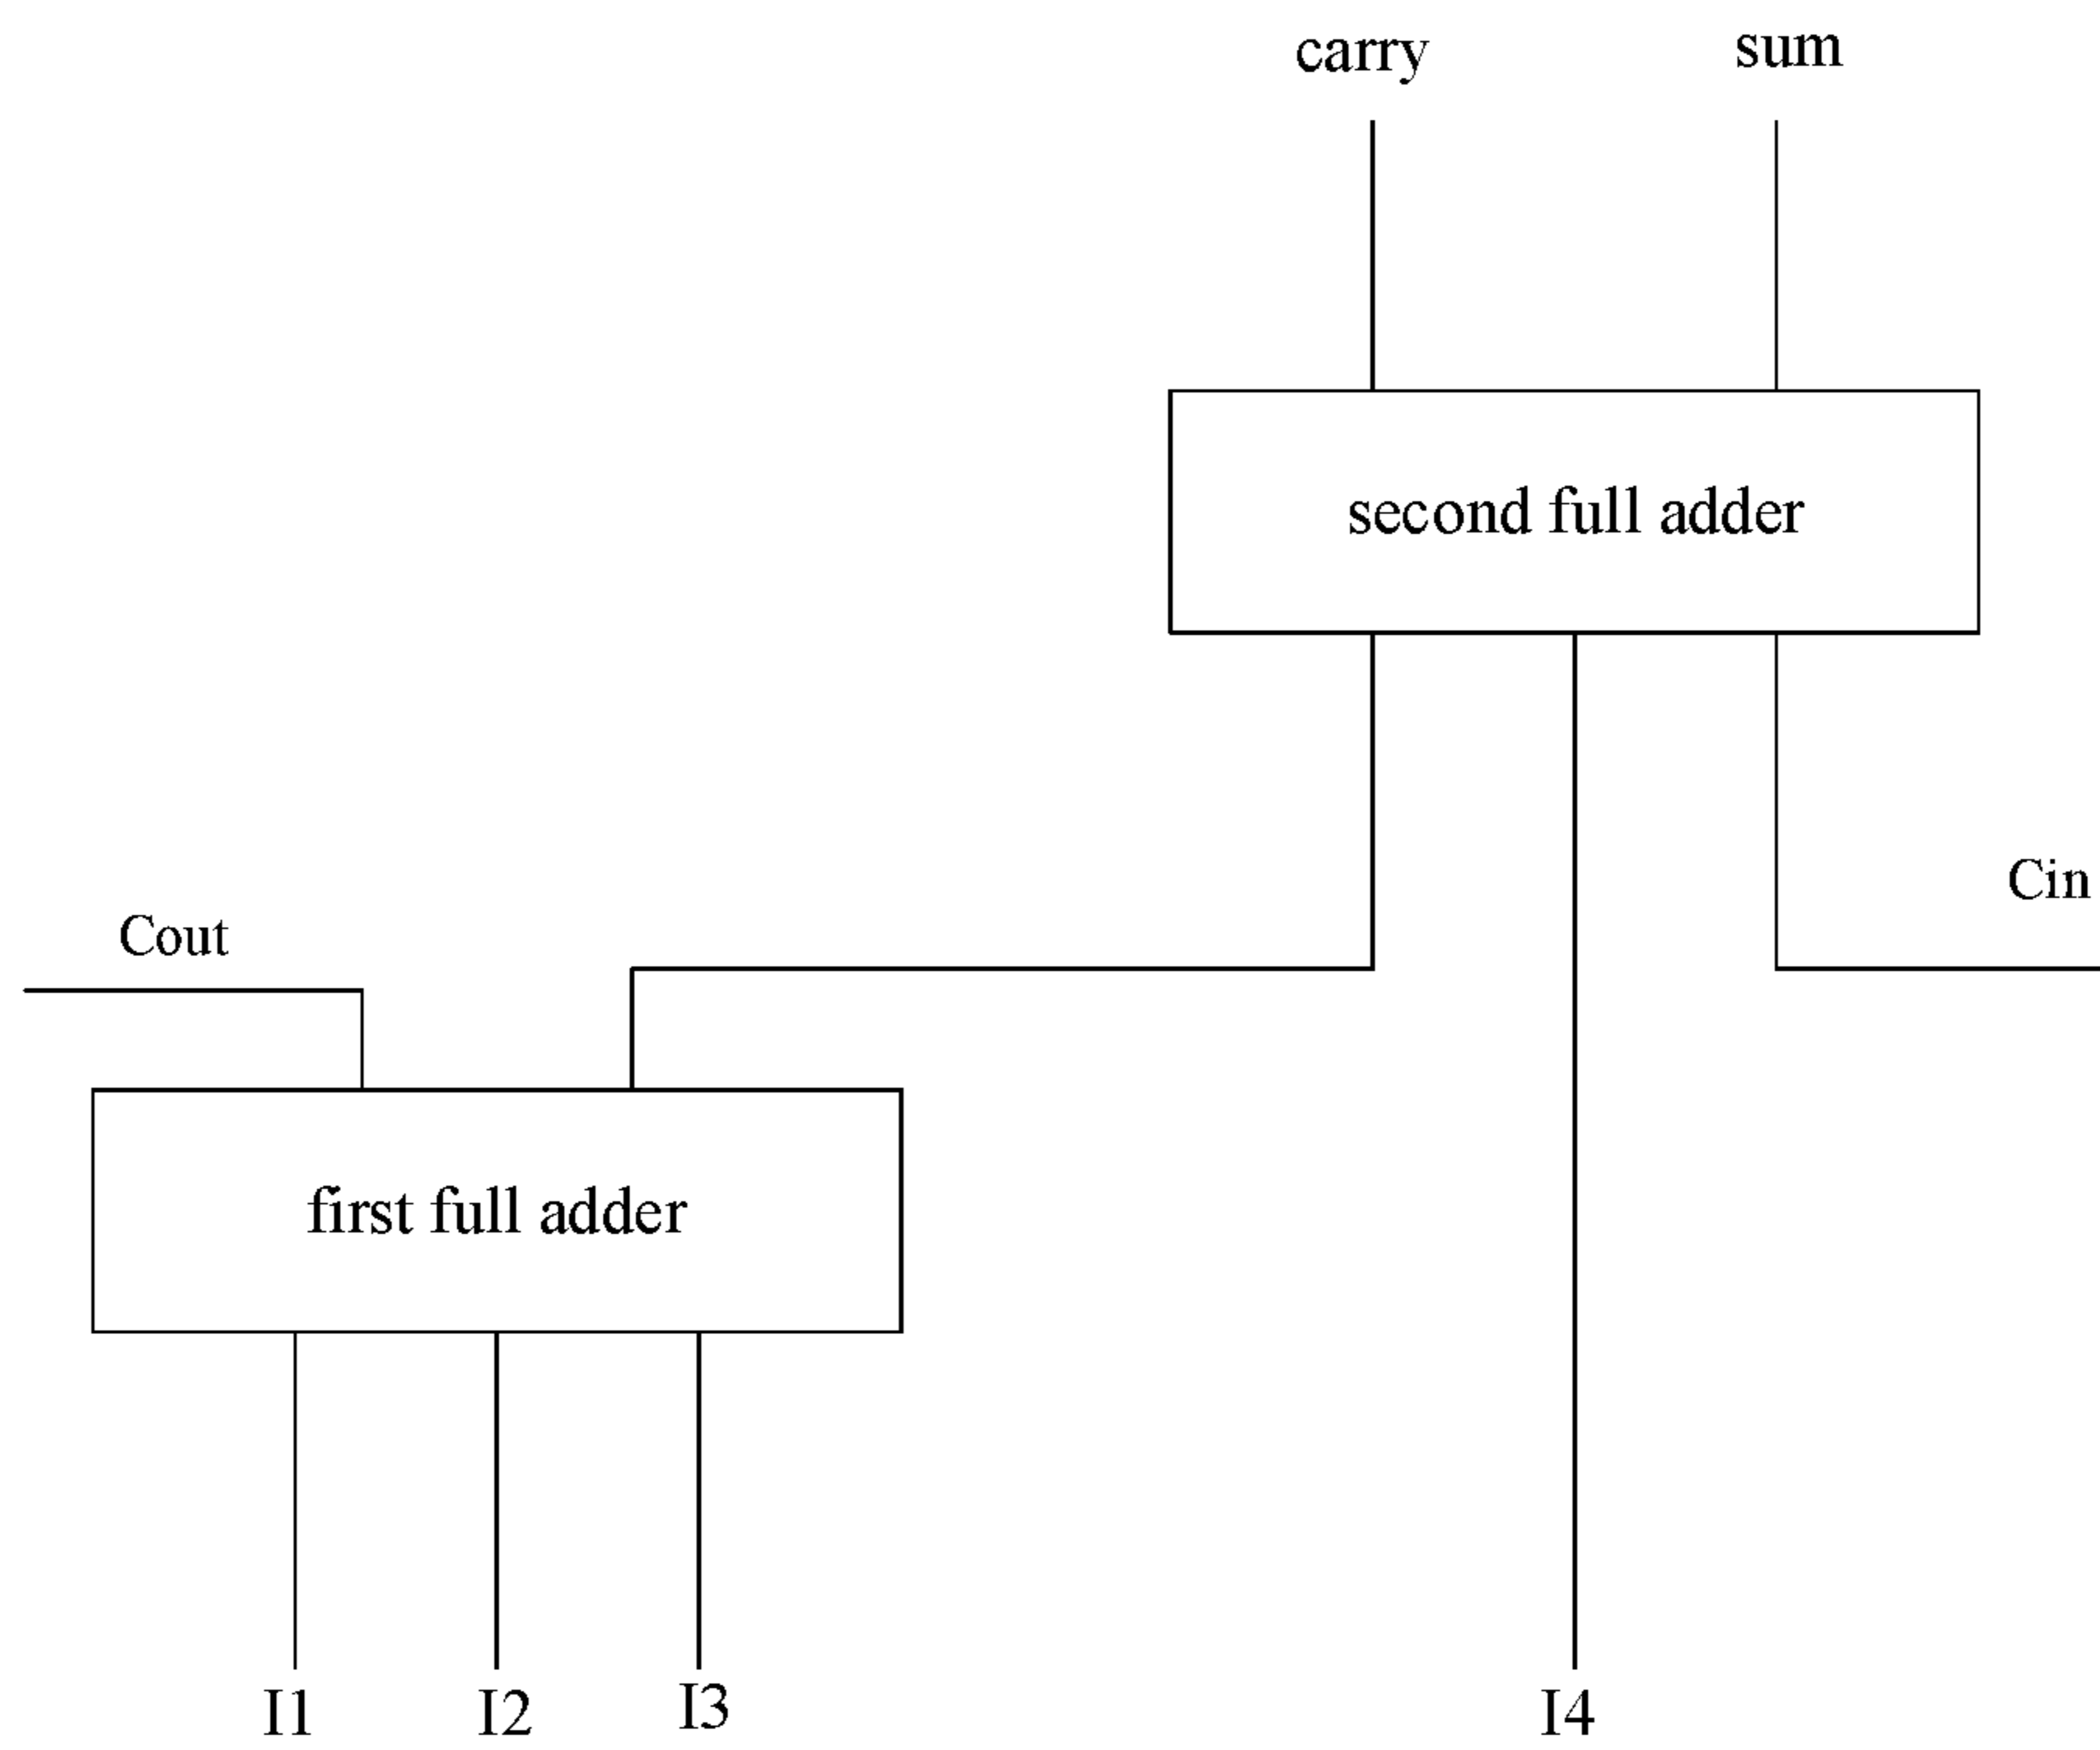 carry
sum
second full adder
Cin
Cout
first full adder
I1
I2
I3
I4